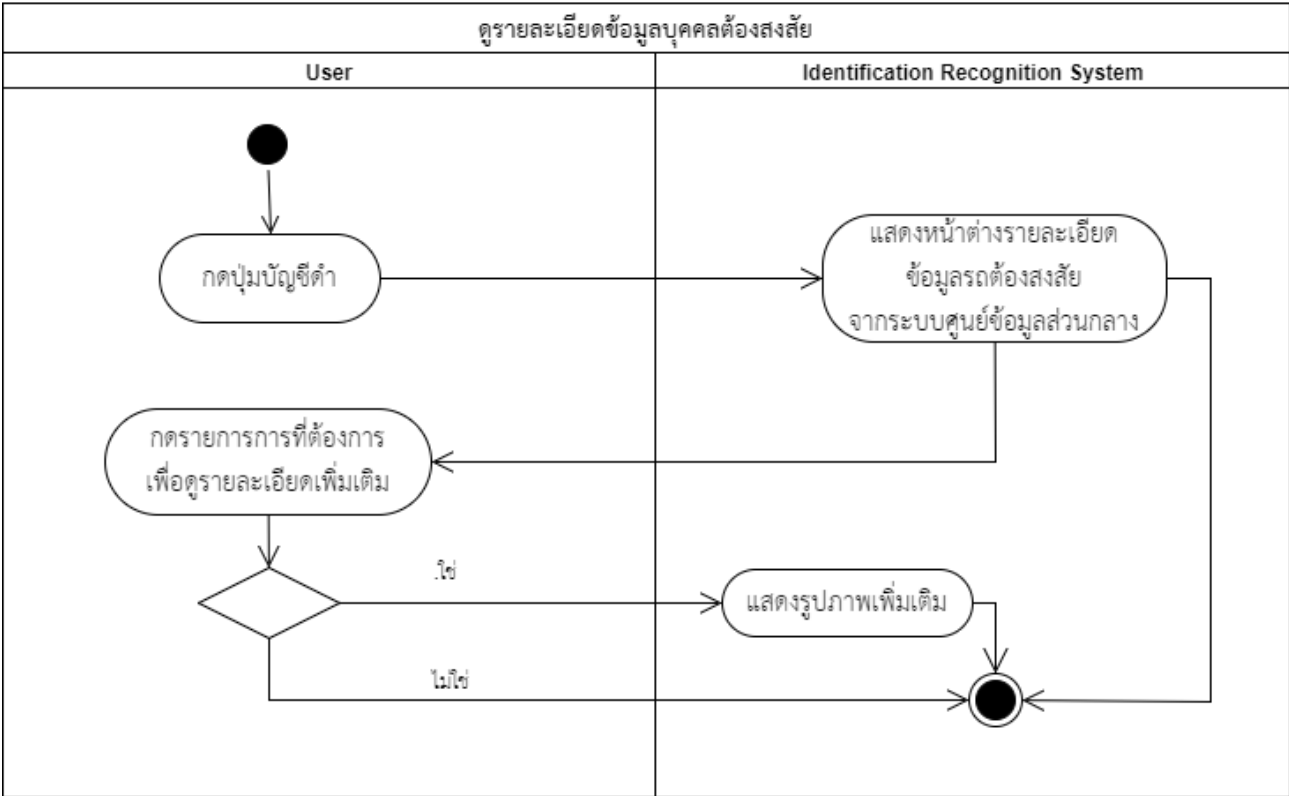 ดูรายละเอียดข้อมูลบุคคลต้องสงสัย
User
Identification Recognition System
กดปุ่มบัญชีดำ
แสดงหน้าต่างรายละเอียด
ข้อมูลรถต้องสงสัย
จากระบบศูนย์ข้อมูลส่วนกลาง
กดรายการการที่ต้องการ
เพื่อดูรายละเอียดเพิ่มเติม
.ใช่
แสดงรูปภาพเพิ่มเติม
ไม่ใช่